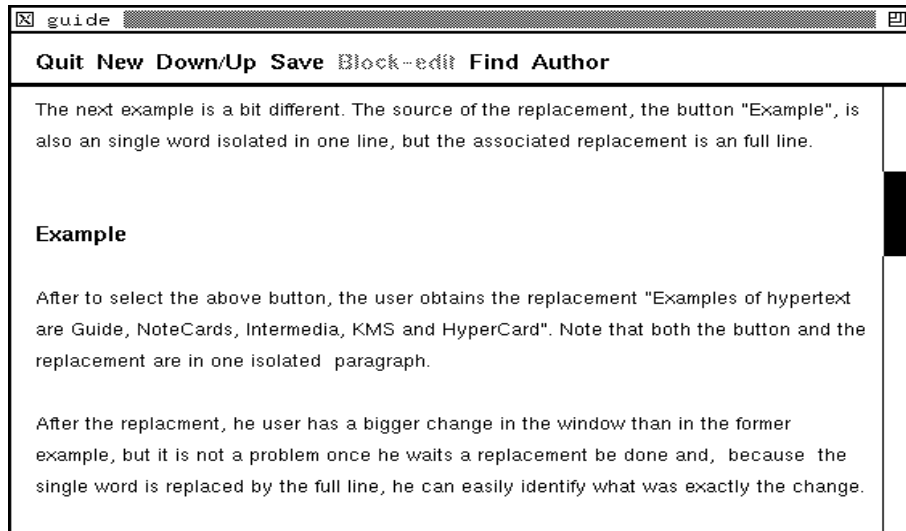 guide
Quit New Down/Up Save Block-edit Find Author
The next example is a bit different. The source of the replacement, the button "Example", is
also an single word isolated in one line, but the associated replacement is an full line.
Example
After to select the above button, the user obtains the replacement "Examples of hypertext
are Guide, NoteCards, Intermedia, KMS and HyperCard". Note that both the button and the
replacement are in one isolated  paragraph.
After the replacment, he user has a bigger change in the window than in the former
example, but it is not a problem once he waits a replacement be done and,  because  the
single word is replaced by the full line, he can easily identify what was exactly the change.